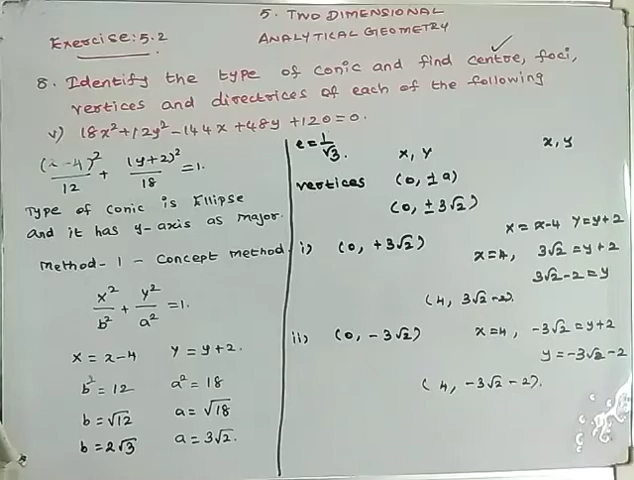 5. TWO DIMENSIONAL
ANALYTICAL GEOMETRY
Exercise: 5.2
8. Identify the type of conic and find centre, foci,
vertices and directrices of each of the following
v) 18x²+12y²-144x+48y+120=0.
(x-4)²/12 + (y+2)²/18 = 1.
Type of conic is Ellipse
and it has y-axis as major.
Method-1 - Concept method
x²/b² + y²/a² = 1.
X = x-4 Y = y+2.
b² = 12 a² = 18
b = √12 a = √18
b = 2√3 a = 3√2.
e = 1/√3. X, Y x, y
vertices (0, ±a)
(0, ±3√2)
X = x-4 Y = y+2
i) (0, +3√2) x=4, 3√2 = y+2
3√2-2 = y
(4, 3√2-2).
ii) (0, -3√2) x=4, -3√2 = y+2
y = -3√2-2
(4, -3√2-2).